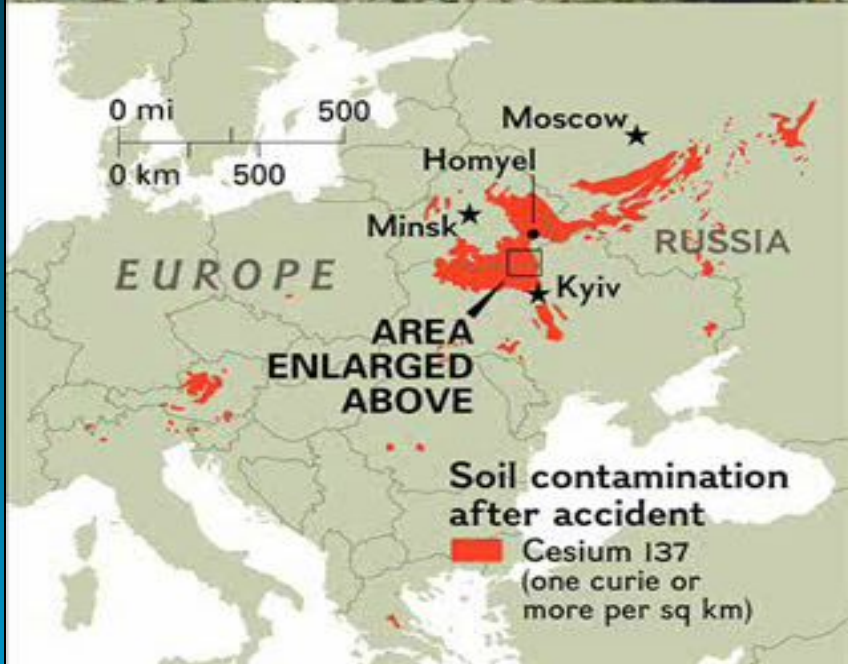 0 mi 500
0 km 500
Moscow
Homyel
Minsk
RUSSIA
EUROPE
Kyiv
AREA
ENLARGED
ABOVE
Soil contamination
after accident
Cesium 137
(one curie or
more per sq km)